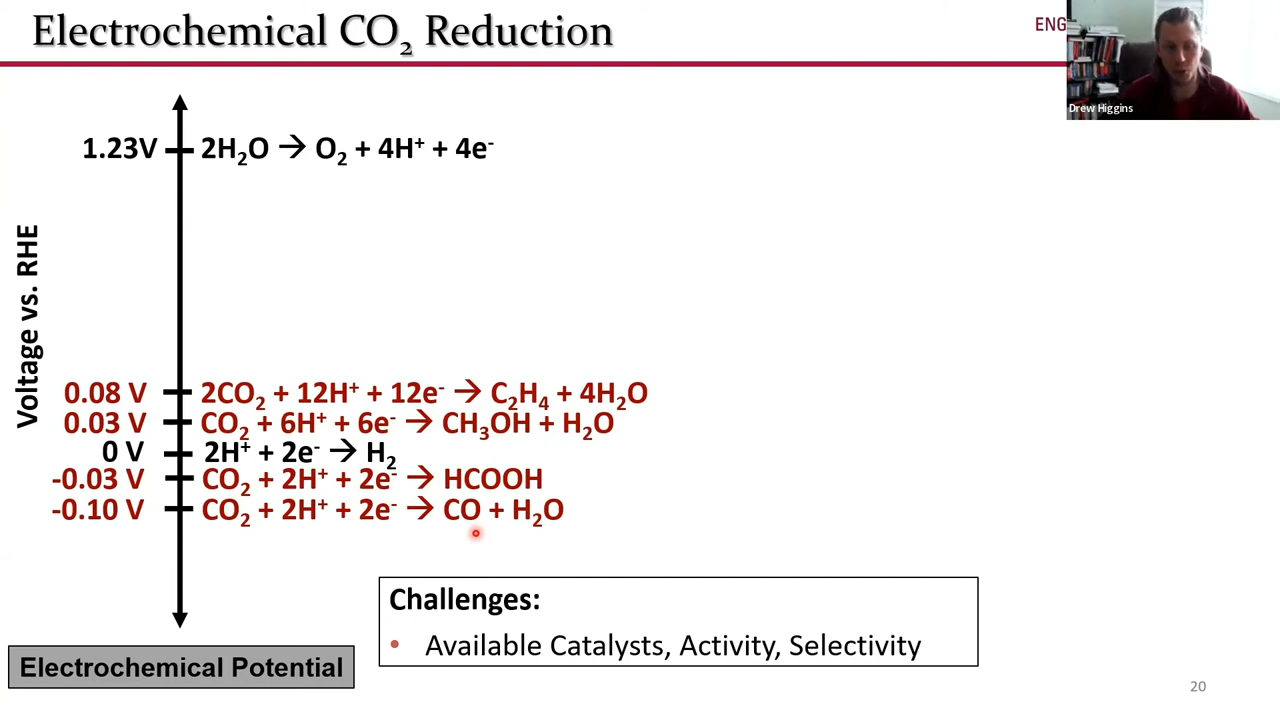 Electrochemical CO₂ Reduction
ENG
Drew Higgins
1.23V 2H₂O → O₂ + 4H⁺ + 4e⁻
Voltage vs. RHE
0.08 V 2CO₂ + 12H⁺ + 12e⁻ → C₂H₄ + 4H₂O
0.03 V CO₂ + 6H⁺ + 6e⁻ → CH₃OH + H₂O
0 V 2H⁺ + 2e⁻ → H₂
-0.03 V CO₂ + 2H⁺ + 2e⁻ → HCOOH
-0.10 V CO₂ + 2H⁺ + 2e⁻ → CO + H₂O
Challenges:
• Available Catalysts, Activity, Selectivity
Electrochemical Potential
20